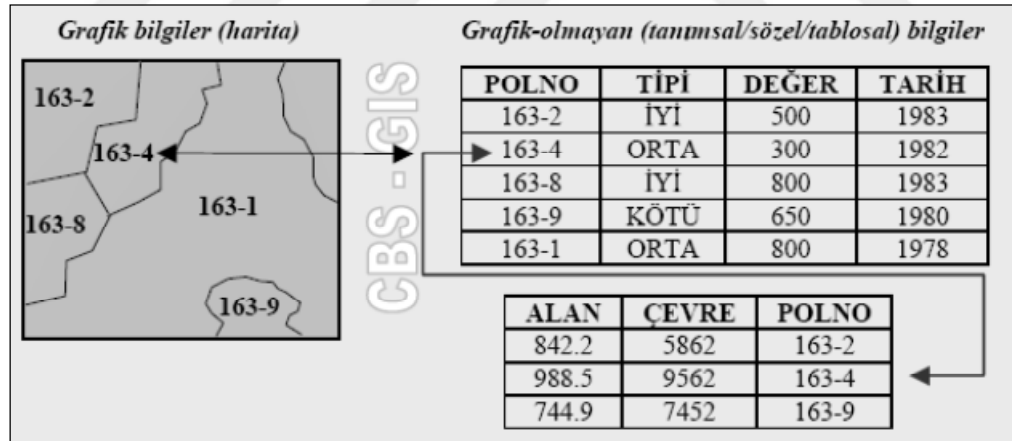 Grafik bilgiler (harita)
163-2
163-4
163-8
163-1
163-9
CBS - GIS
Grafik-olmayan (tanımsal/sözel/tablosal) bilgiler
POLNO TİPİ DEĞER TARİH
163-2 İYİ 500 1983
163-4 ORTA 300 1982
163-8 İYİ 800 1983
163-9 KÖTÜ 650 1980
163-1 ORTA 800 1978
ALAN ÇEVRE POLNO
842.2 5862 163-2
988.5 9562 163-4
744.9 7452 163-9